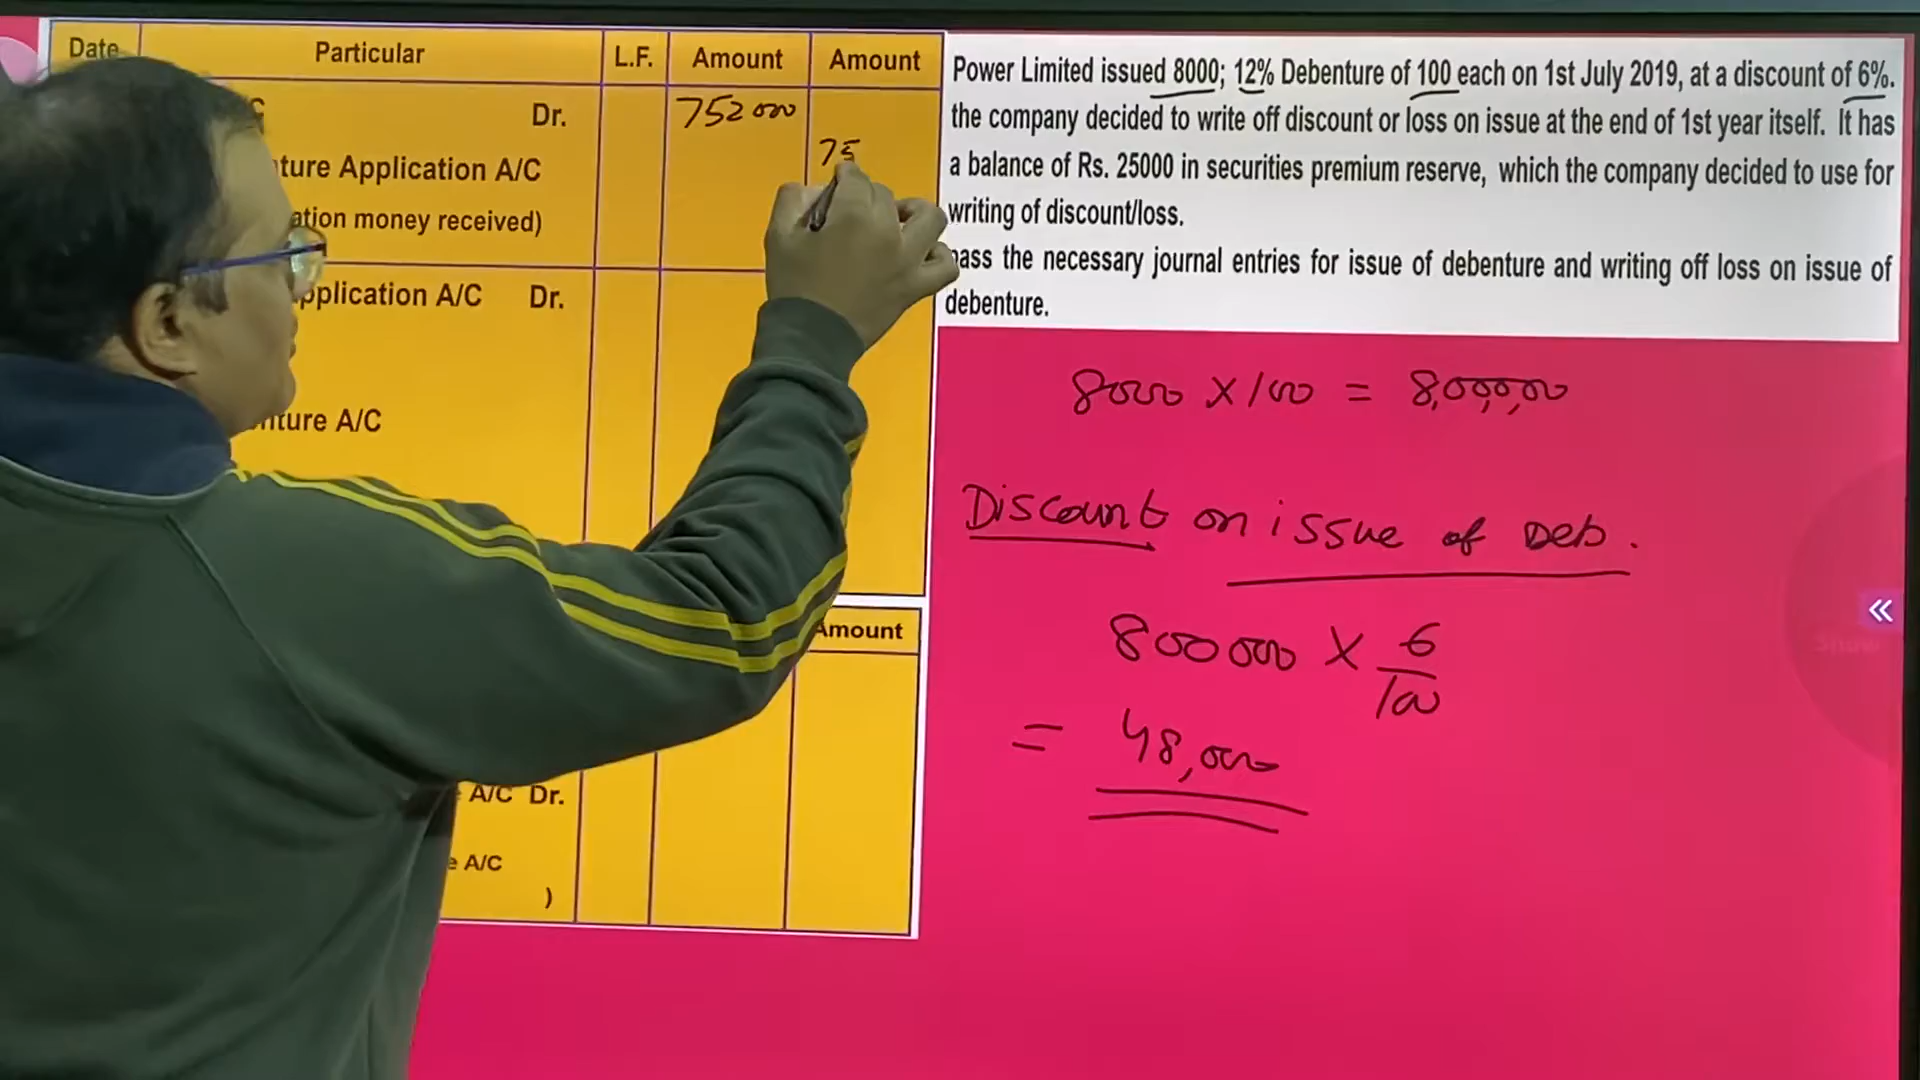 Date Particular L.F. Amount Amount
Dr. 752000
ture Application A/C 75
ation money received)
pplication A/C Dr.
nture A/C
Amount
A/C Dr.
e A/C
)
Power Limited issued 8000; 12% Debenture of 100 each on 1st July 2019, at a discount of 6%.
the company decided to write off discount or loss on issue at the end of 1st year itself. It has
a balance of Rs. 25000 in securities premium reserve, which the company decided to use for
writing of discount/loss.
pass the necessary journal entries for issue of debenture and writing off loss on issue of
debenture.
8000 X 100 = 8,00,000
Discount on issue of Deb.
800000 X 6/100
= 48,000
«